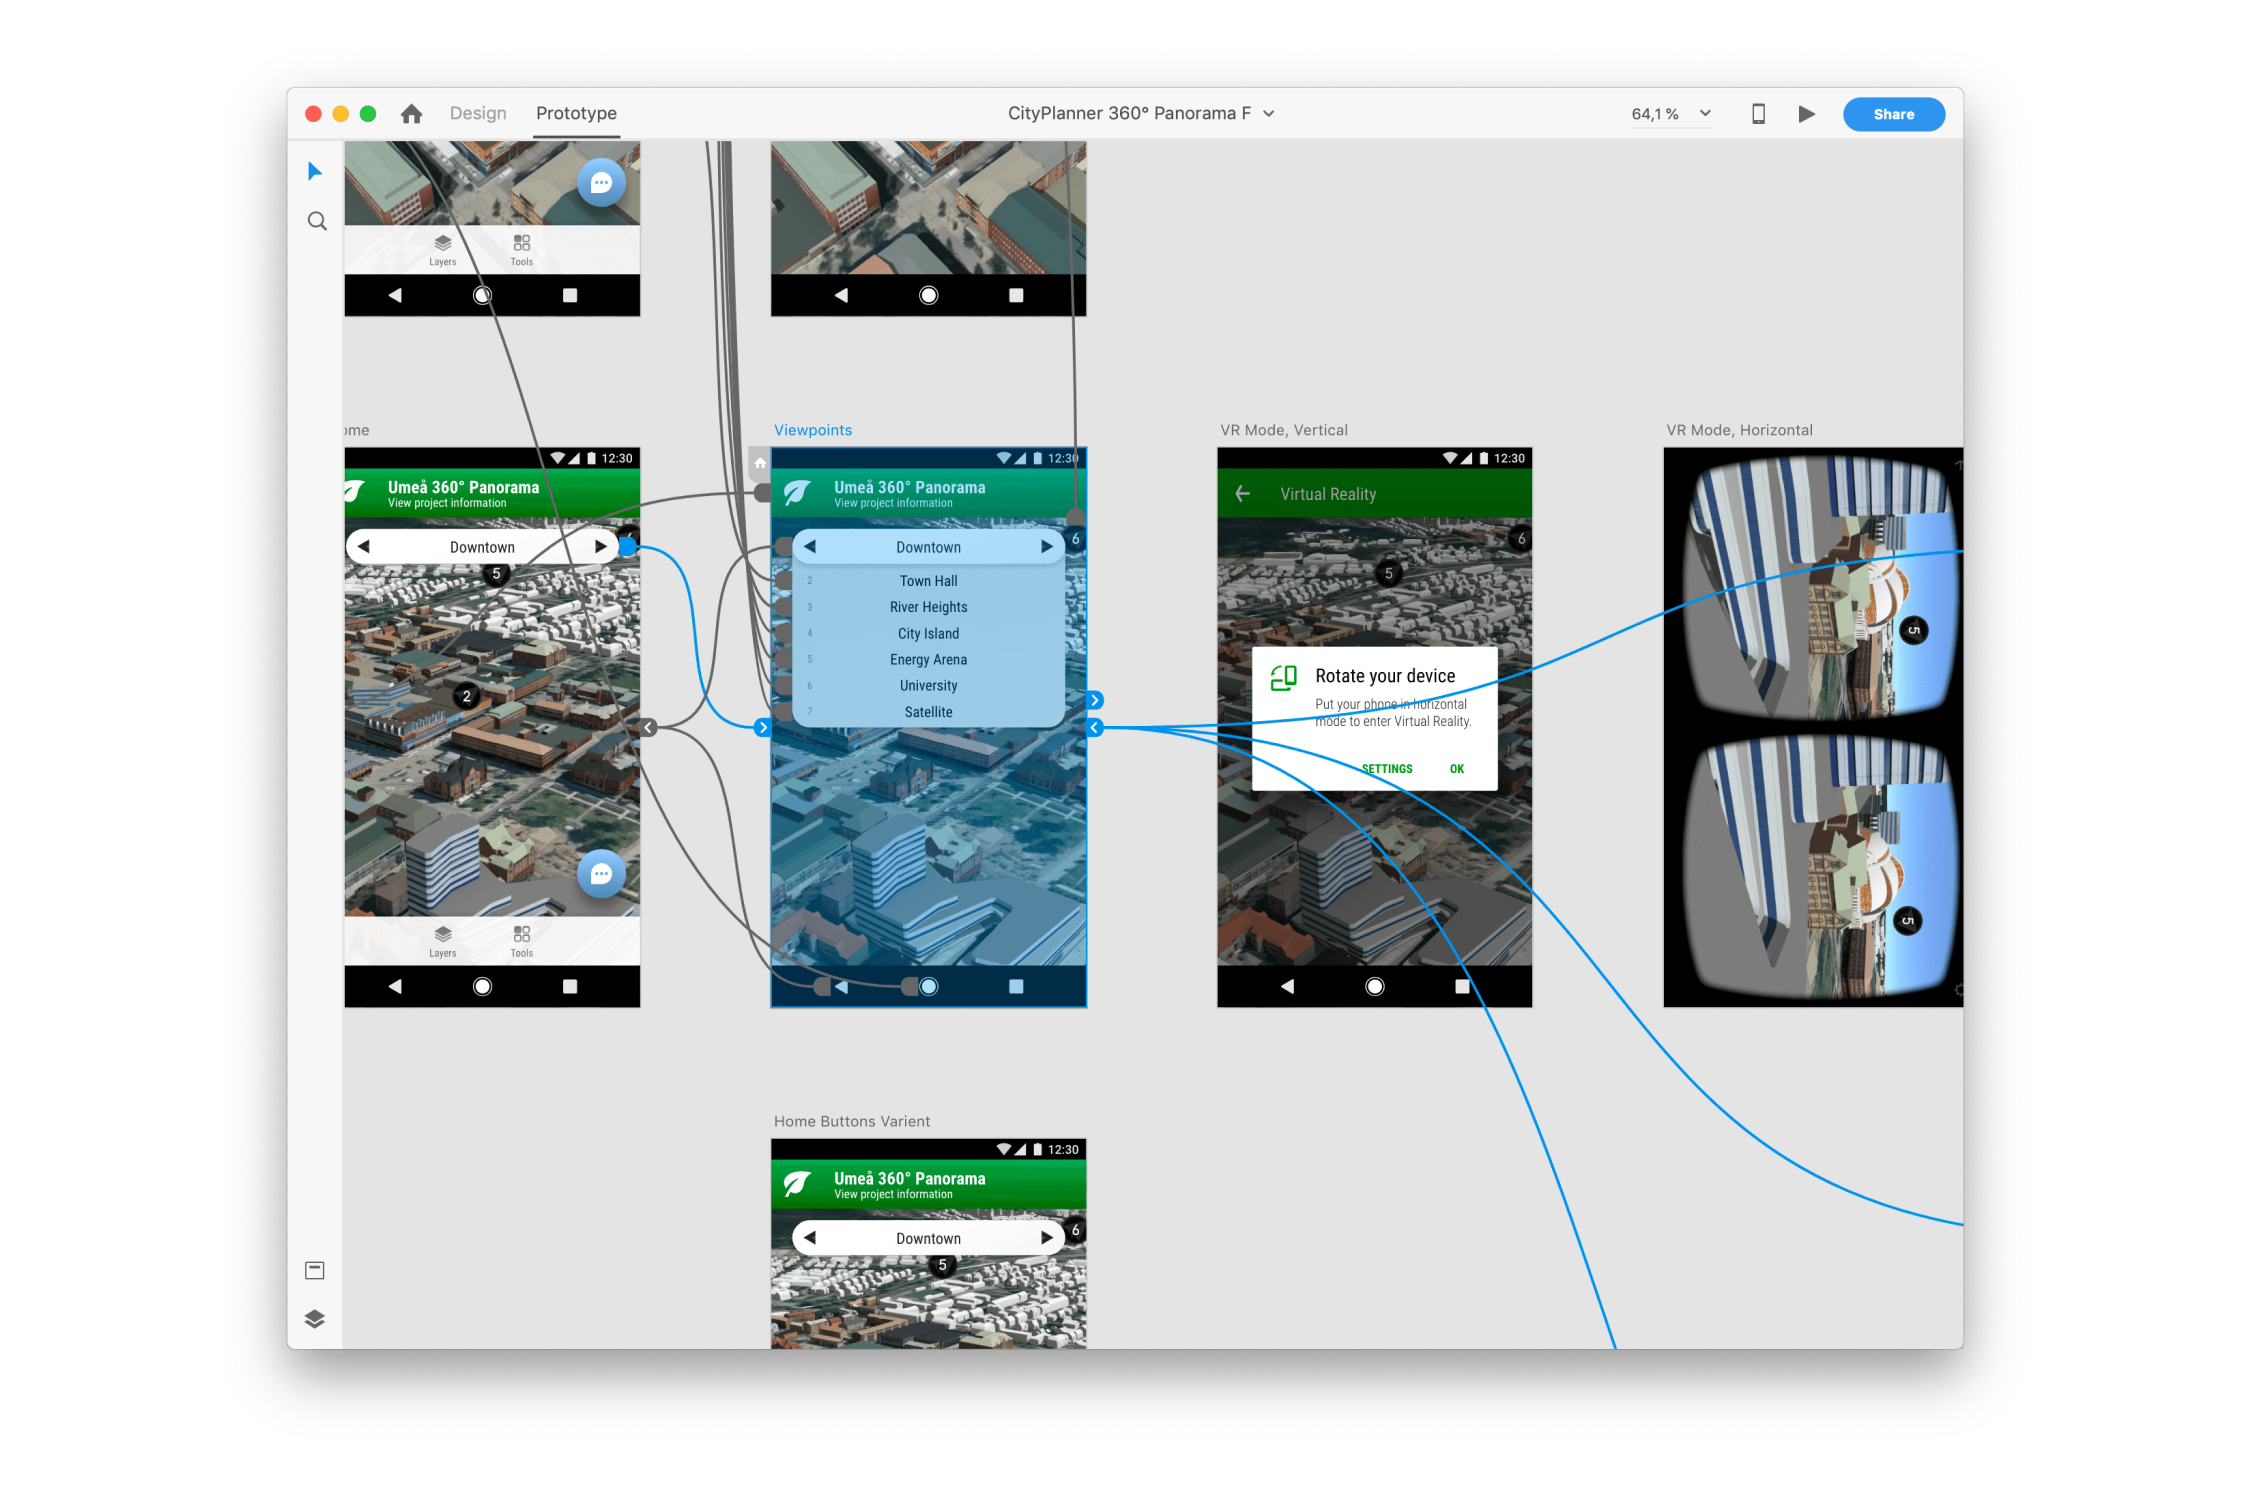 Design
Prototype
CityPlanner 360° Panorama F
64,1 %
Share
Layers
Tools
ome
12:30
Umeå 360° Panorama
View project information
Downtown
5
2
Layers
Tools
Viewpoints
12:30
Umeå 360° Panorama
View project information
Downtown
6
2 Town Hall
3 River Heights
4 City Island
5 Energy Arena
6 University
7 Satellite
VR Mode, Vertical
12:30
Virtual Reality
6
5
Rotate your device
Put your phone in horizontal
mode to enter Virtual Reality.
SETTINGS
OK
VR Mode, Horizontal
5
5
Home Buttons Varient
12:30
Umeå 360° Panorama
View project information
Downtown
6
5